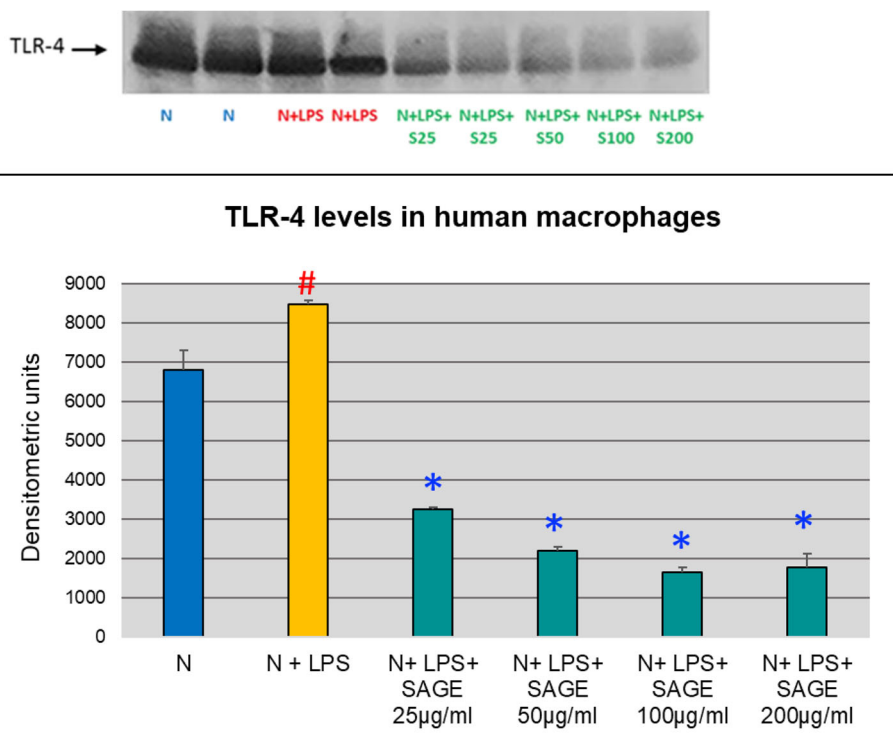 TLR-4
N N N+LPS N+LPS N+LPS+ N+LPS+ N+LPS+ N+LPS+ N+LPS+
S25 S25 S50 S100 S200
TLR-4 levels in human macrophages
Densitometric units
9000
8000
7000
6000
5000
4000
3000
2000
1000
0
#
*
*
*
*
N N + LPS N+ LPS+ N+ LPS+ N+ LPS+ N+ LPS+
SAGE SAGE SAGE SAGE
25µg/ml 50µg/ml 100µg/ml 200µg/ml